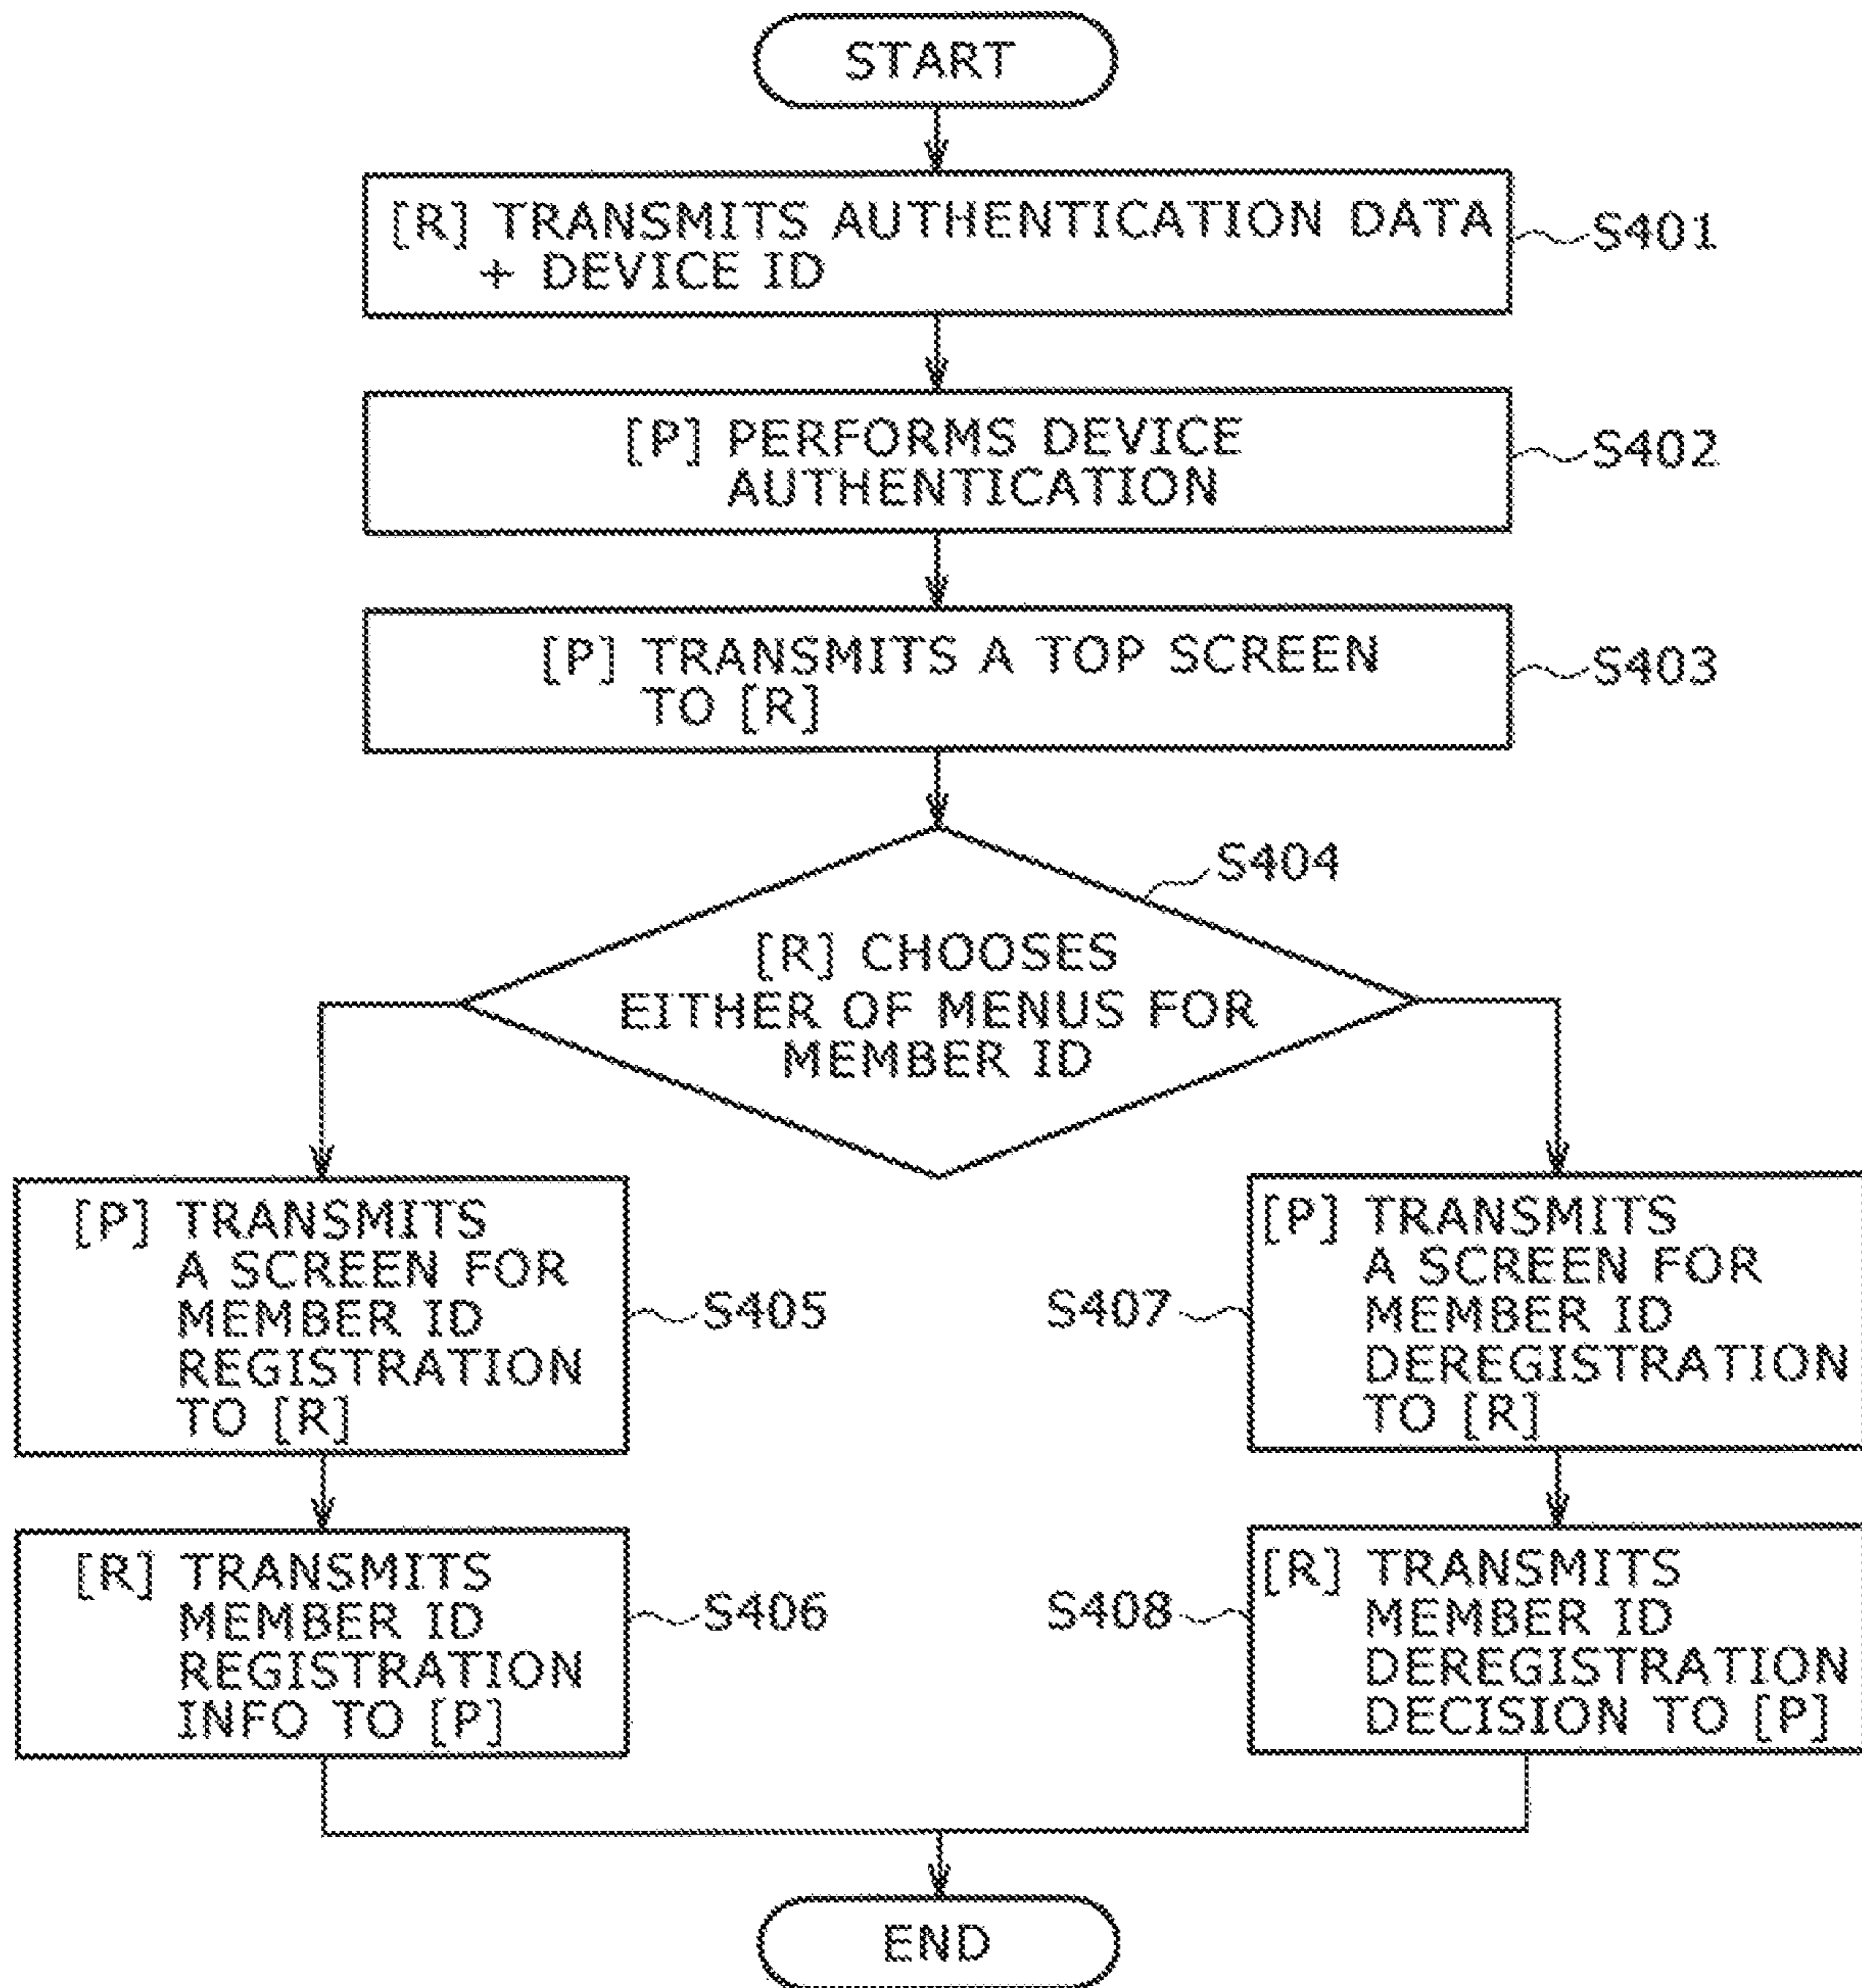 START
[R] TRANSMITS AUTHENTICATION DATA
+ DEVICE ID
S401
[P] PERFORMS DEVICE
AUTHENTICATION
S402
[P] TRANSMITS A TOP SCREEN
TO [R]
S403
S404
[R] CHOOSES
EITHER OF MENUS FOR
MEMBER ID
[P] TRANSMITS
A SCREEN FOR
MEMBER ID
REGISTRATION
TO [R]
S405
S407
[P] TRANSMITS
A SCREEN FOR
MEMBER ID
DEREGISTRATION
TO [R]
[R] TRANSMITS
MEMBER ID
REGISTRATION
INFO TO [P]
S406
S408
[R] TRANSMITS
MEMBER ID
DEREGISTRATION
DECISION TO [P]
END